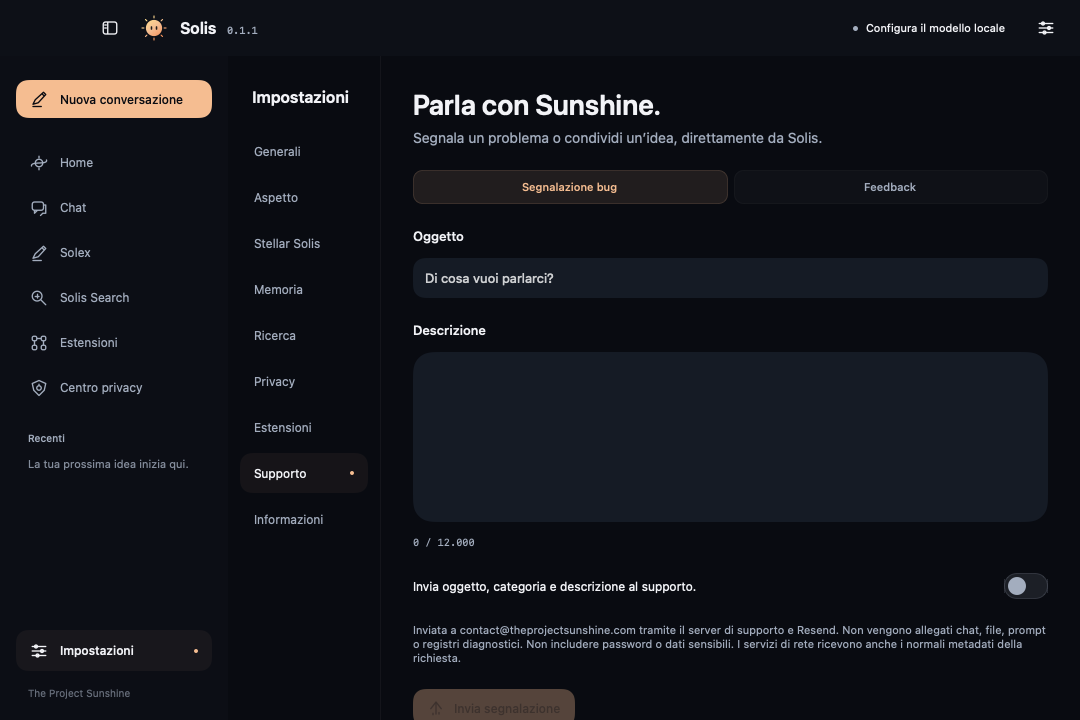 Solis 0.1.1
Configura il modello locale
Nuova conversazione
Home
Chat
Solex
Solis Search
Estensioni
Centro privacy
Recenti
La tua prossima idea inizia qui.
Impostazioni
The Project Sunshine
Impostazioni
Generali
Aspetto
Stellar Solis
Memoria
Ricerca
Privacy
Estensioni
Supporto
Informazioni
Parla con Sunshine.
Segnala un problema o condividi un’idea, direttamente da Solis.
Segnalazione bug
Feedback
Oggetto
Di cosa vuoi parlarci?
Descrizione
0 / 12.000
Invia oggetto, categoria e descrizione al supporto.
Inviata a contact@theprojectsunshine.com tramite il server di supporto e Resend. Non vengono allegati chat, file, prompt
o registri diagnostici. Non includere password o dati sensibili. I servizi di rete ricevono anche i normali metadati della
richiesta.
Invia segnalazione